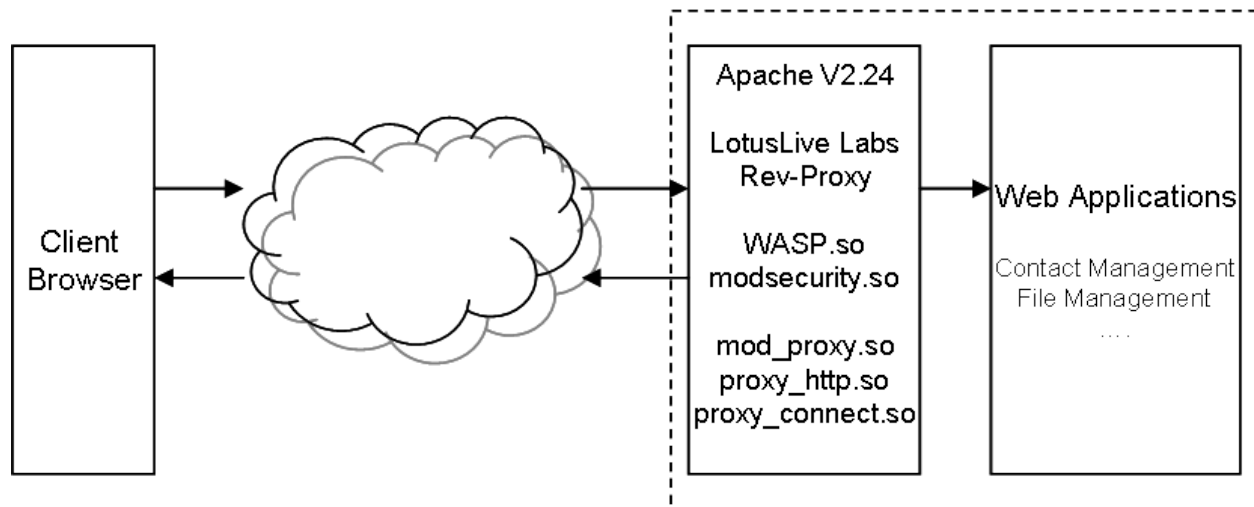 Client
Browser
Apache V2.24
LotusLive Labs
Rev-Proxy
WASP.so
modsecurity.so
mod_proxy.so
proxy_http.so
proxy_connect.so
Web Applications
Contact Management
File Management
....